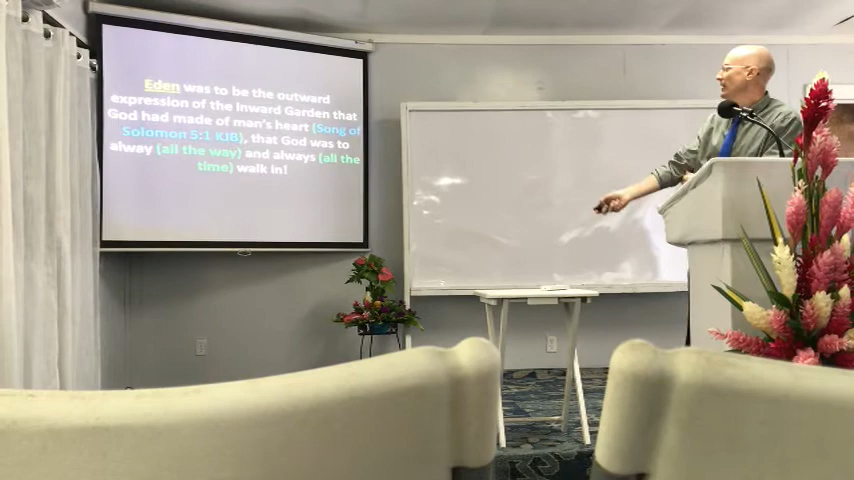 Eden was to be the outward
expression of the Inward Garden that
God had made of man's heart (Song of
Solomon 5:1 KJB), that God was to
alway (all the way) and always (all the
time) walk in!